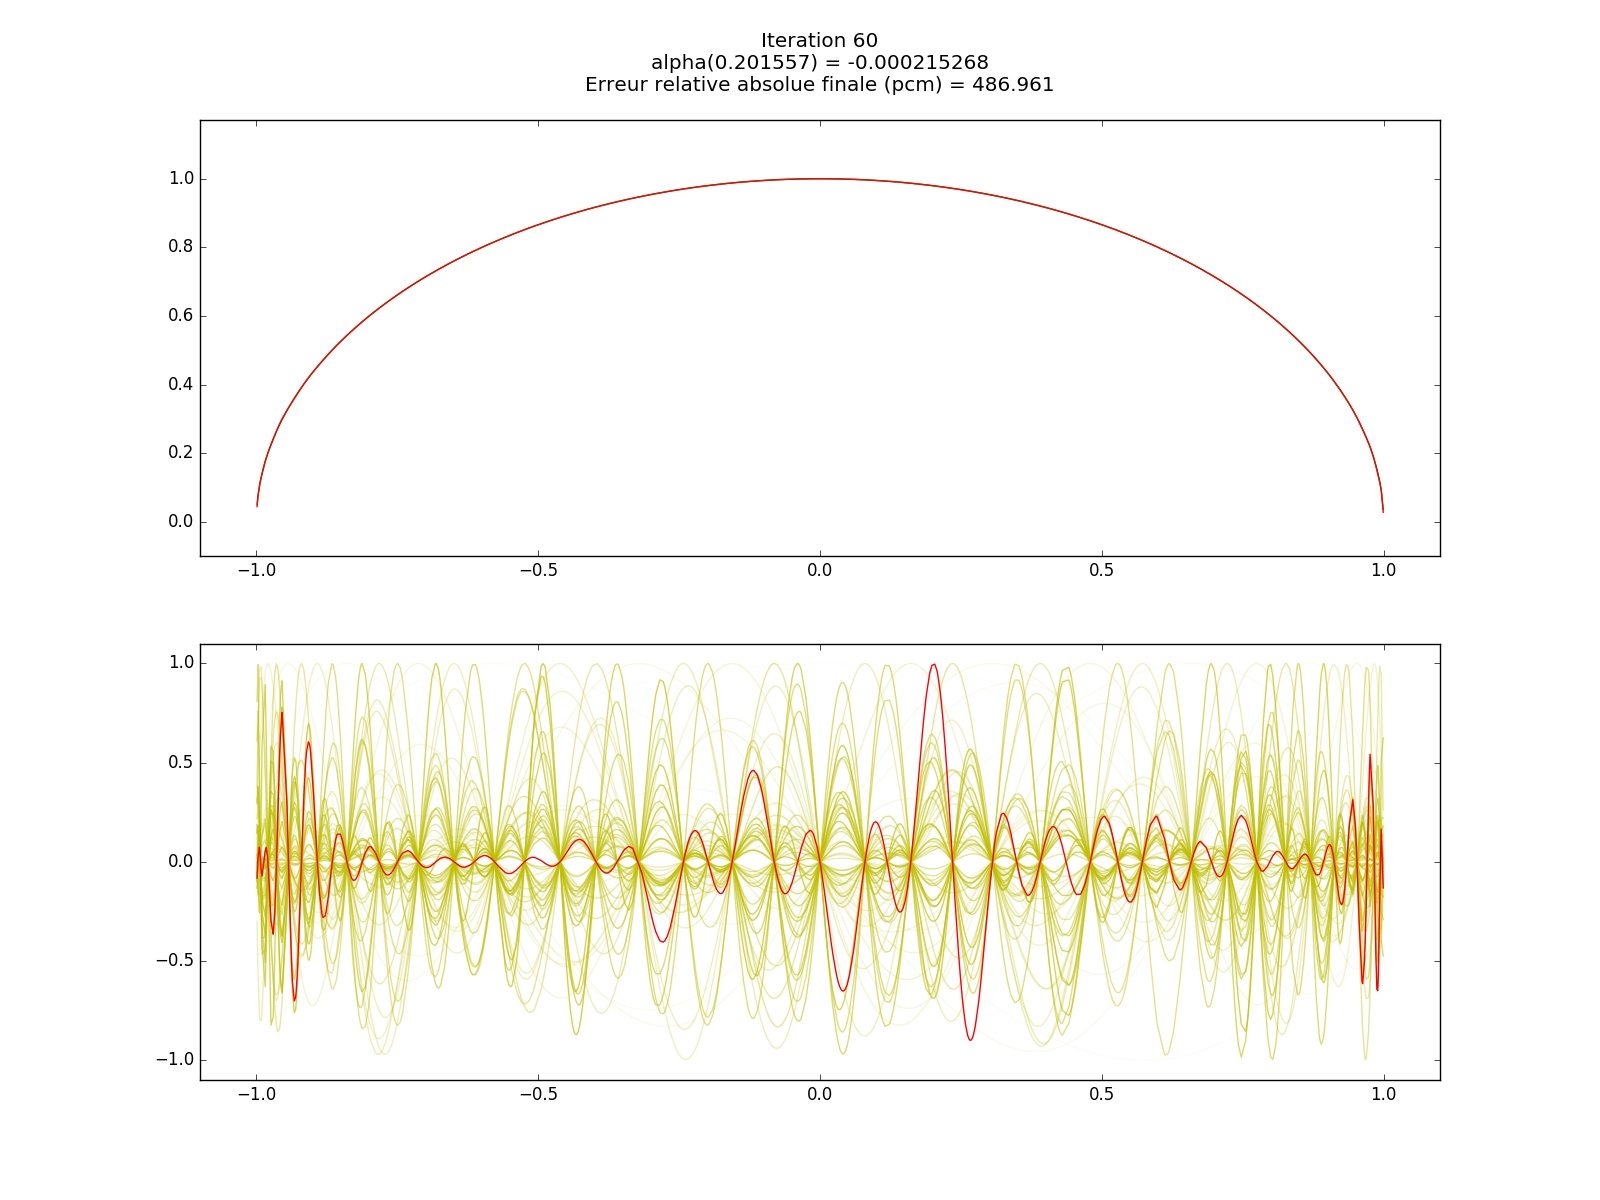 Iteration 60
alpha(0.201557) = -0.000215268
Erreur relative absolue finale (pcm) = 486.961
1.0
0.8
0.6
0.4
0.2
0.0
−1.0 −0.5 0.0 0.5 1.0
1.0
0.5
0.0
−0.5
−1.0
−1.0 −0.5 0.0 0.5 1.0